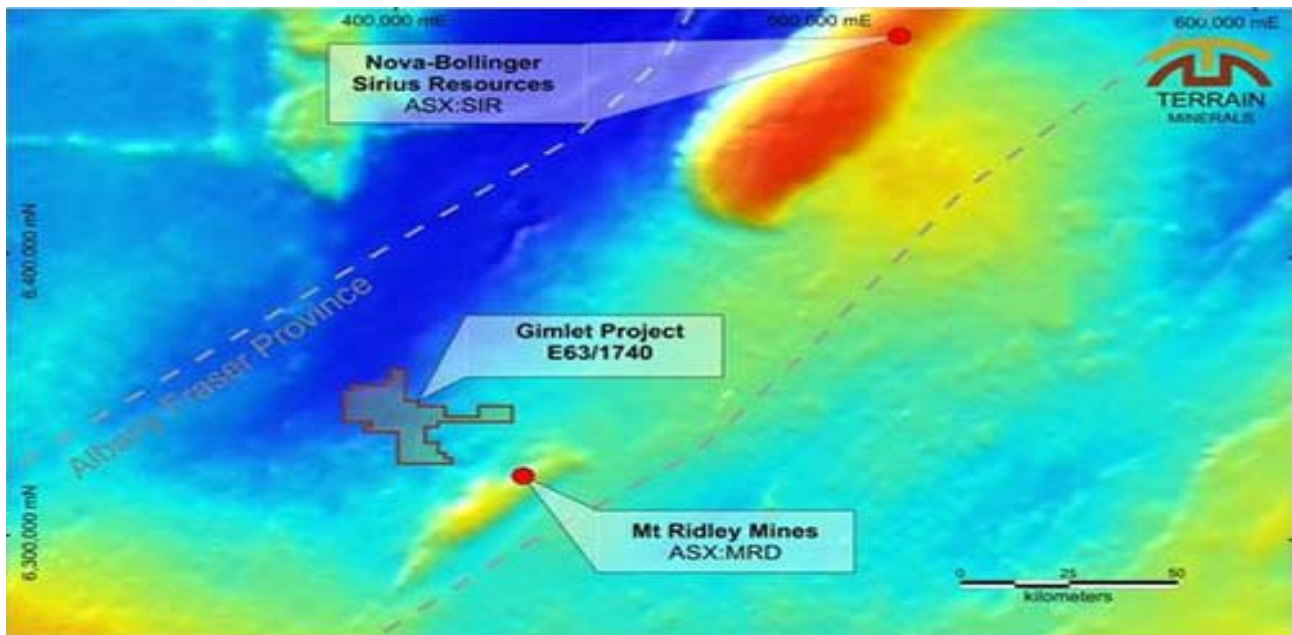 400,000 mE
500,000 mE
600,000 mE
Nova-Bollinger
Sirius Resources
ASX:SIR
TERRAIN
MINERALS
6,400,000 mN
Albany Fraser Province
Gimlet Project
E63/1740
6,300,000 mN
Mt Ridley Mines
ASX:MRD
0 25 50
kilometers